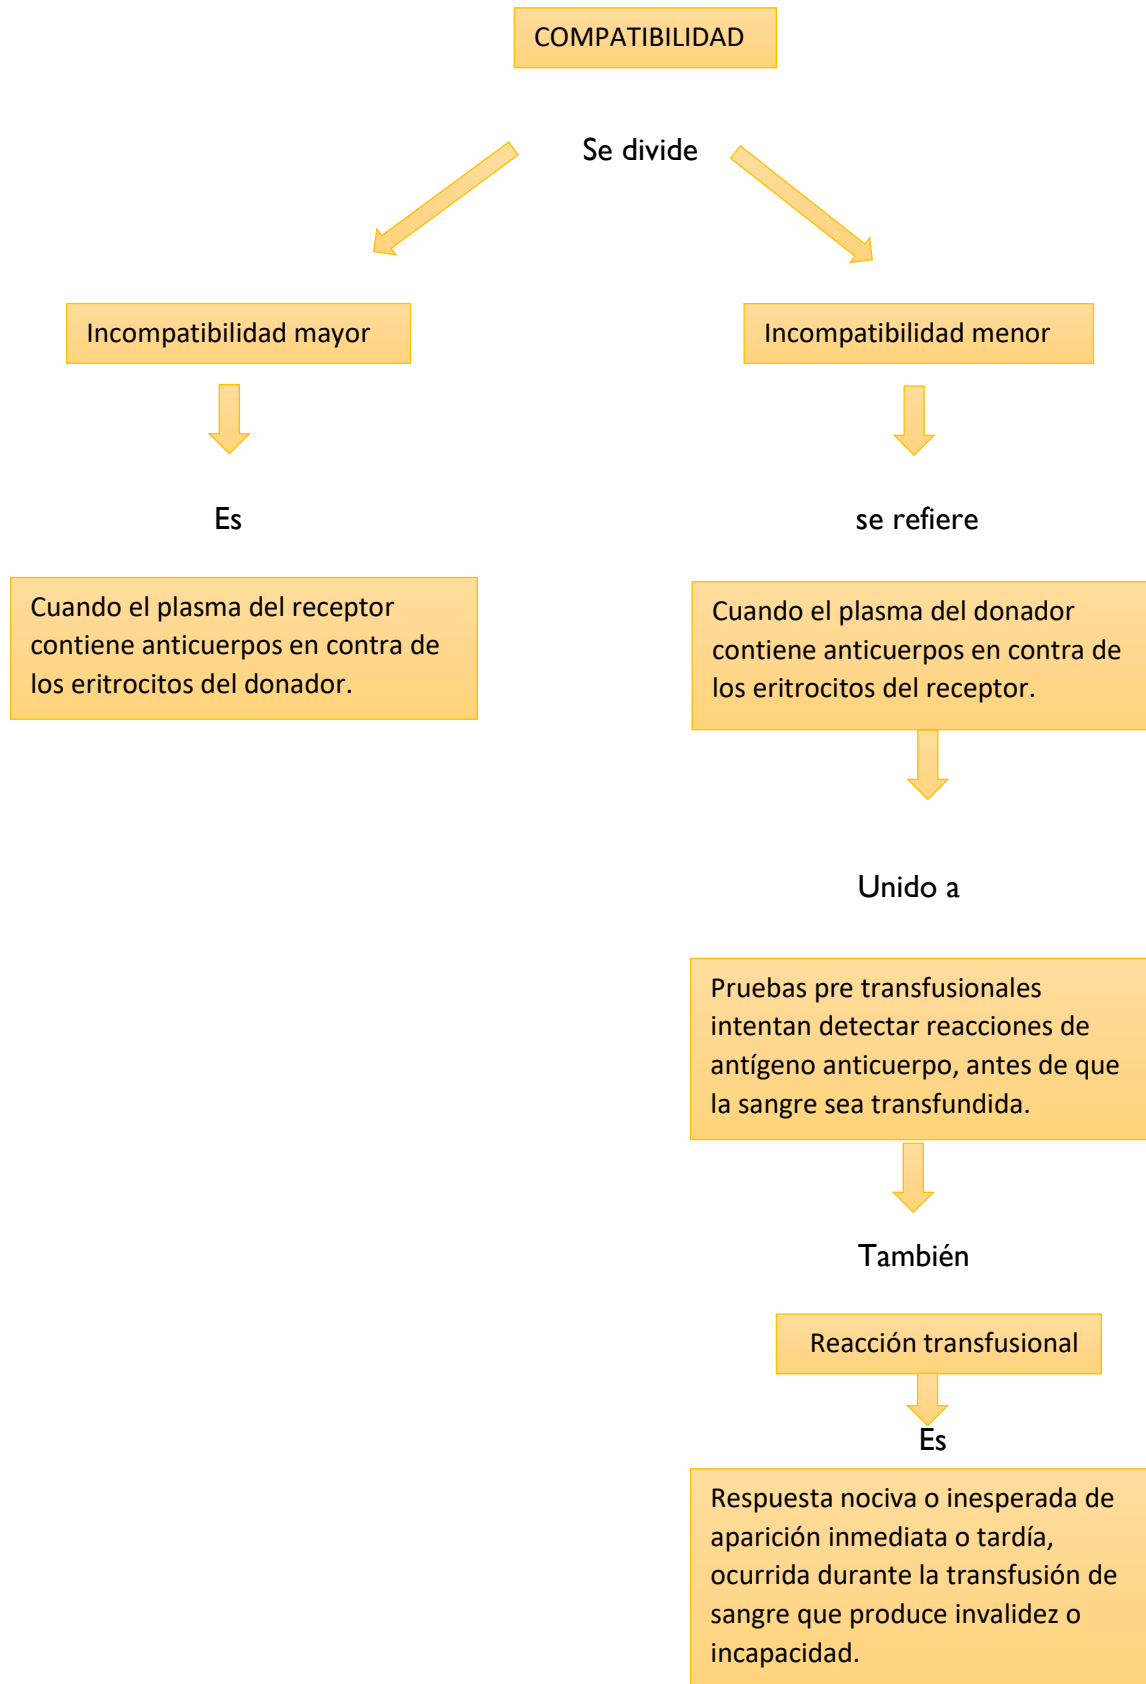 COMPATIBILIDAD
Se divide
Incompatibilidad mayor
Incompatibilidad menor
Es
se refiere
Cuando el plasma del receptor
contiene anticuerpos en contra de
los eritrocitos del donador.
Cuando el plasma del donador
contiene anticuerpos en contra de
los eritrocitos del receptor.
Unido a
Pruebas pre transfusionales
intentan detectar reacciones de
antígeno anticuerpo, antes de que
la sangre sea transfundida.
También
Reacción transfusional
Es
Respuesta nociva o inesperada de
aparición inmediata o tardía,
ocurrida durante la transfusión de
sangre que produce invalidez o
incapacidad.